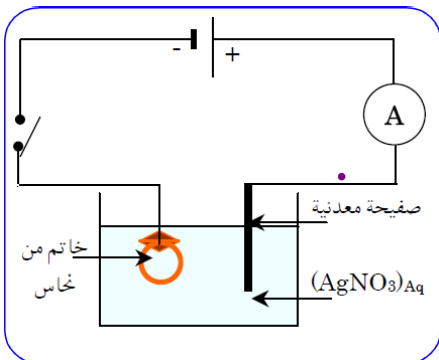 - +
A
صفيحة معدنية
خاتم من
نحاس
(AgNO3)Aq